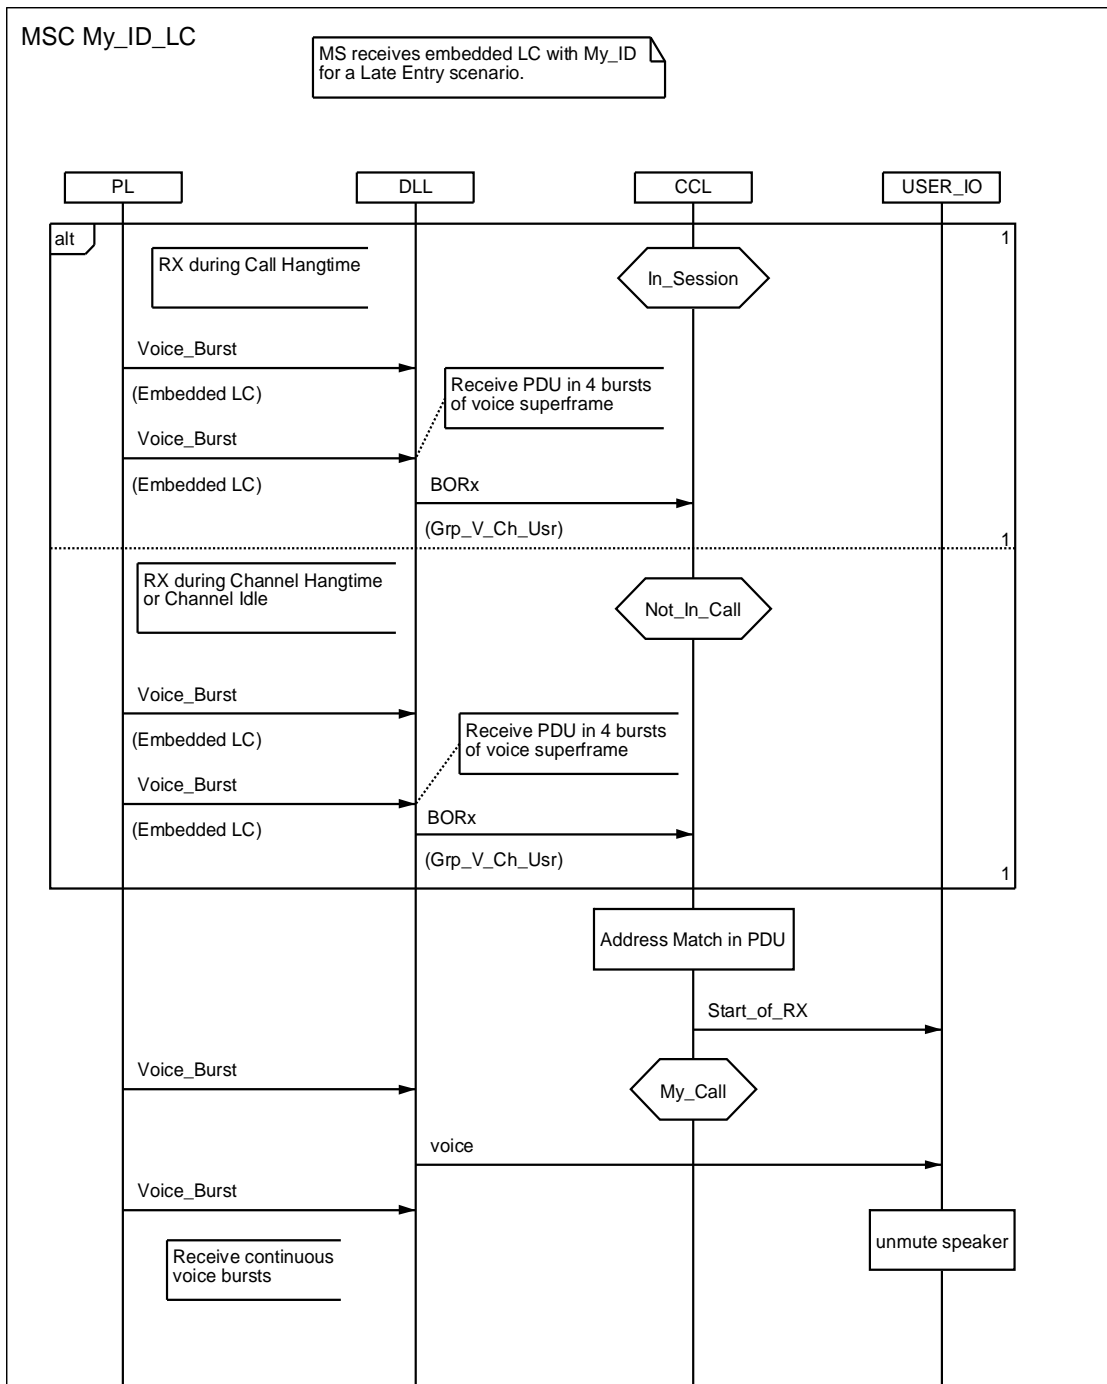 MSC My_ID_LC
MS receives embedded LC with My_ID
for a Late Entry scenario.
PL
DLL
CCL
USER_IO
alt
1
RX during Call Hangtime
In_Session
Voice_Burst
(Embedded LC)
Receive PDU in 4 bursts
of voice superframe
Voice_Burst
(Embedded LC)
BORx
(Grp_V_Ch_Usr)
1
RX during Channel Hangtime
or Channel Idle
Not_In_Call
Voice_Burst
(Embedded LC)
Receive PDU in 4 bursts
of voice superframe
Voice_Burst
(Embedded LC)
BORx
(Grp_V_Ch_Usr)
1
Address Match in PDU
Start_of_RX
Voice_Burst
My_Call
voice
Voice_Burst
unmute speaker
Receive continuous
voice bursts